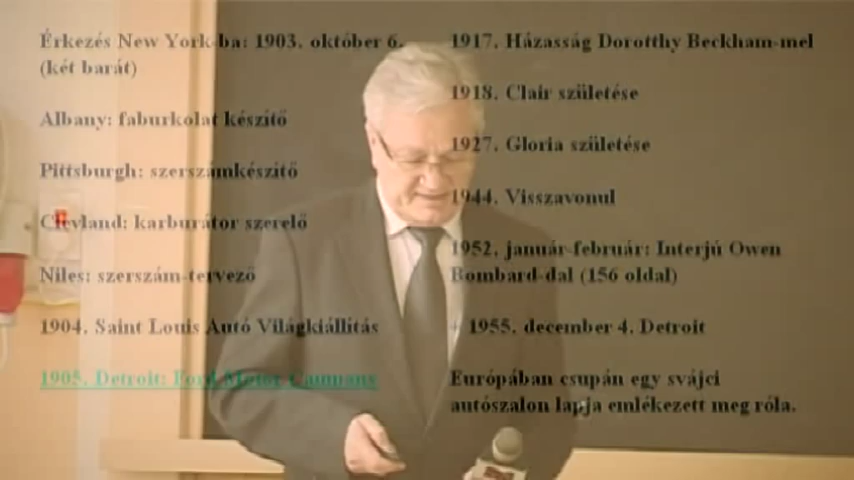 Érkezés New York-ba: 1903. október 6.
(két barát)
Albany: faburkolat készítő
Pittsburgh: szerszámkészítő
Clevland: karburátor szerelő
Niles: szerszám-tervező
1904. Saint Louis Autó Világkiállítás
1905. Detroit: Ford Motor Campany
1917. Házasság Dorotthy Beckham-mel
1918. Clair születése
1927. Gloria születése
1944. Visszavonul
1952. január-február: Interjú Owen
Bombard-dal (156 oldal)
+ 1955. december 4. Detroit
Európában csupán egy svájci
autószalon lapja emlékezett meg róla.